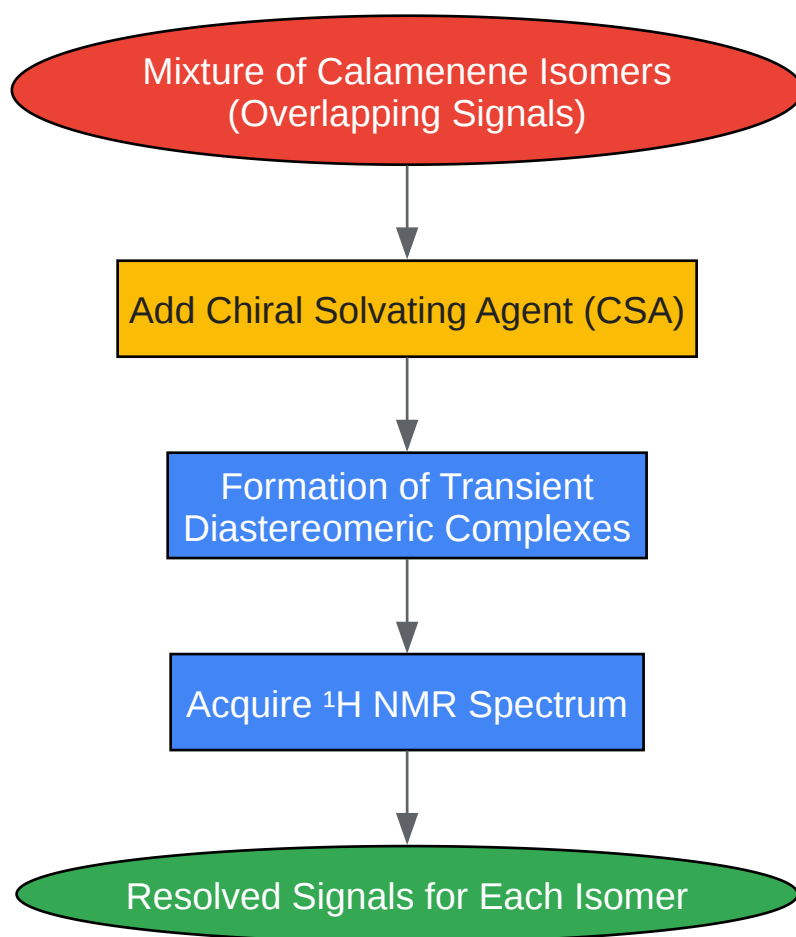 Mixture of Calamenene Isomers
(Overlapping Signals)
Add Chiral Solvating Agent (CSA)
Formation of Transient
Diastereomeric Complexes
Acquire ¹H NMR Spectrum
Resolved Signals for Each Isomer